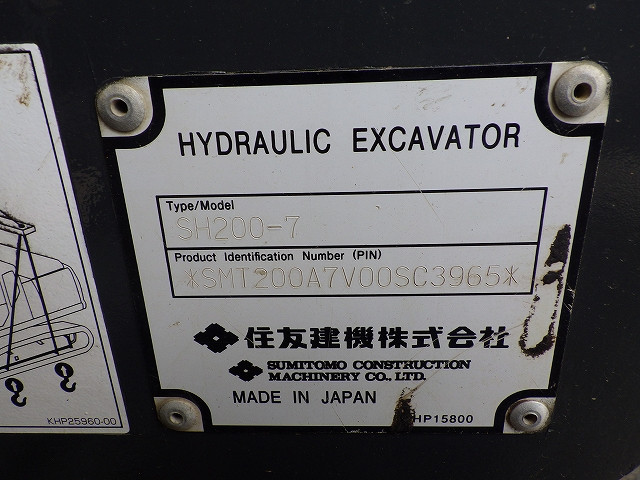 HYDRAULIC EXCAVATOR
Type/Model
SH200-7
Product Identification Number (PIN)
*SMT200A7V00SC3965*
住友建機株式会社
SUMITOMO CONSTRUCTION
MACHINERY CO., LTD.
MADE IN JAPAN
HP15800
KHP25960-00